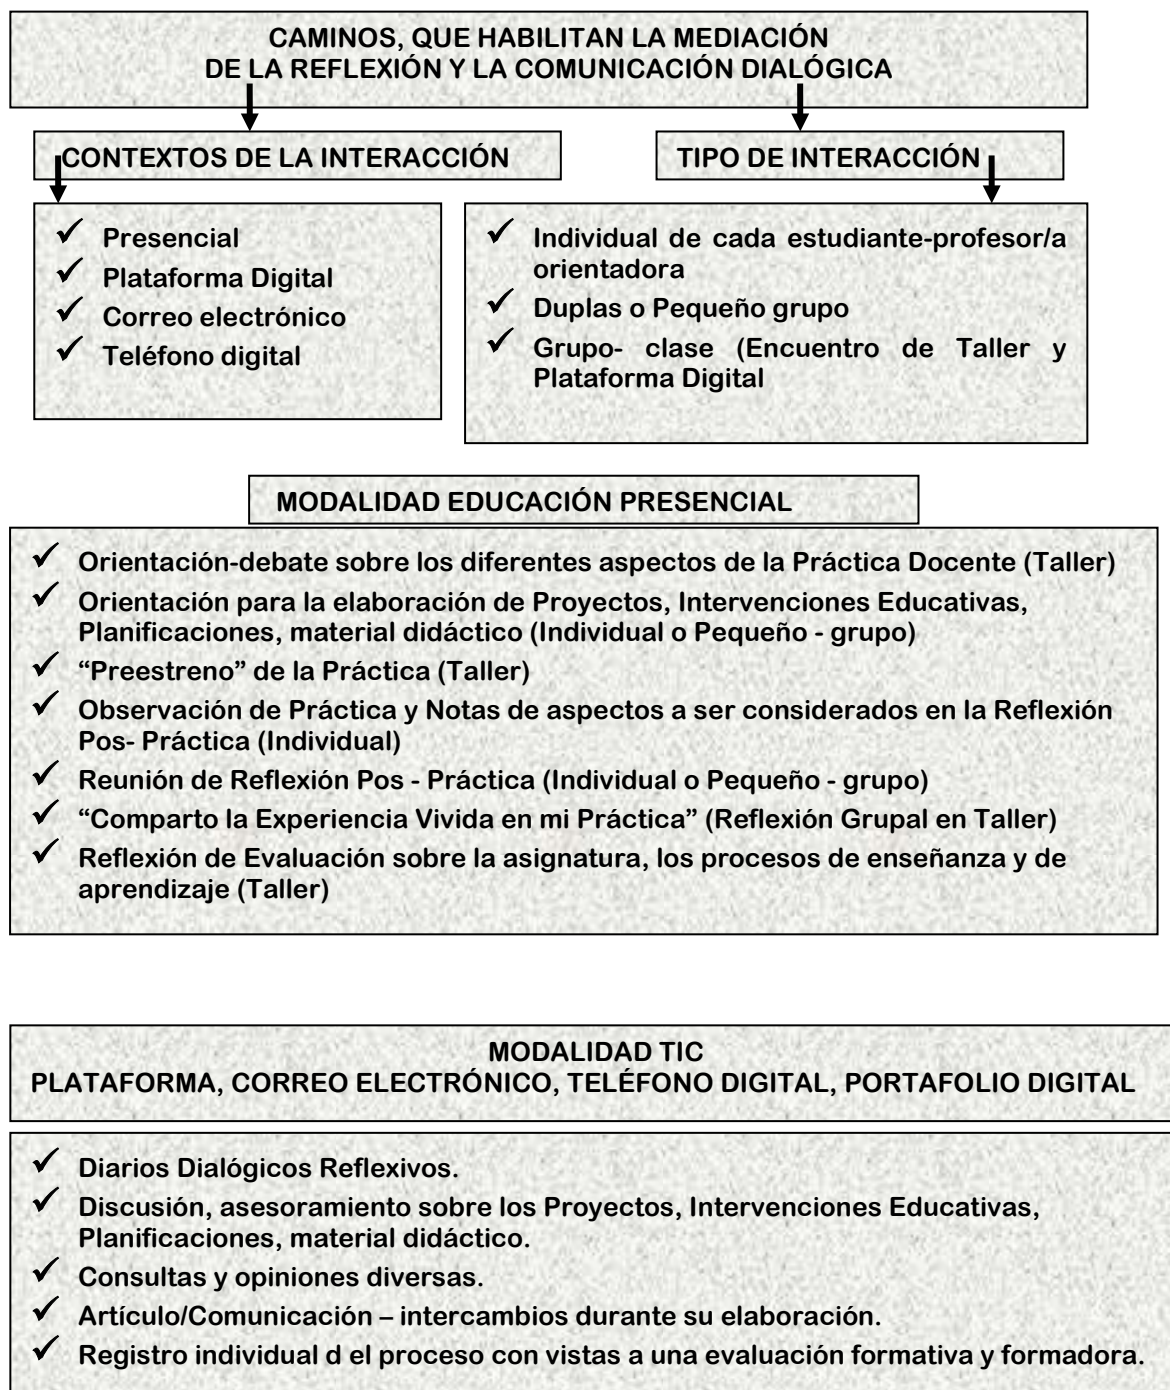 CAMINOS, QUE HABILITAN LA MEDIACIÓN
DE LA REFLEXIÓN Y LA COMUNICACIÓN DIALÓGICA
CONTEXTOS DE LA INTERACCIÓN
TIPO DE INTERACCIÓN
✓ Presencial
✓ Plataforma Digital
✓ Correo electrónico
✓ Teléfono digital
✓ Individual de cada estudiante-profesor/a
orientadora
✓ Duplas o Pequeño grupo
✓ Grupo- clase (Encuentro de Taller y
Plataforma Digital
MODALIDAD EDUCACIÓN PRESENCIAL
✓ Orientación-debate sobre los diferentes aspectos de la Práctica Docente (Taller)
✓ Orientación para la elaboración de Proyectos, Intervenciones Educativas,
Planificaciones, material didáctico (Individual o Pequeño - grupo)
✓ “Preestreno” de la Práctica (Taller)
✓ Observación de Práctica y Notas de aspectos a ser considerados en la Reflexión
Pos- Práctica (Individual)
✓ Reunión de Reflexión Pos - Práctica (Individual o Pequeño - grupo)
✓ “Comparto la Experiencia Vivida en mi Práctica” (Reflexión Grupal en Taller)
✓ Reflexión de Evaluación sobre la asignatura, los procesos de enseñanza y de
aprendizaje (Taller)
MODALIDAD TIC
PLATAFORMA, CORREO ELECTRÓNICO, TELÉFONO DIGITAL, PORTAFOLIO DIGITAL
✓ Diarios Dialógicos Reflexivos.
✓ Discusión, asesoramiento sobre los Proyectos, Intervenciones Educativas,
Planificaciones, material didáctico.
✓ Consultas y opiniones diversas.
✓ Artículo/Comunicación – intercambios durante su elaboración.
✓ Registro individual d el proceso con vistas a una evaluación formativa y formadora.